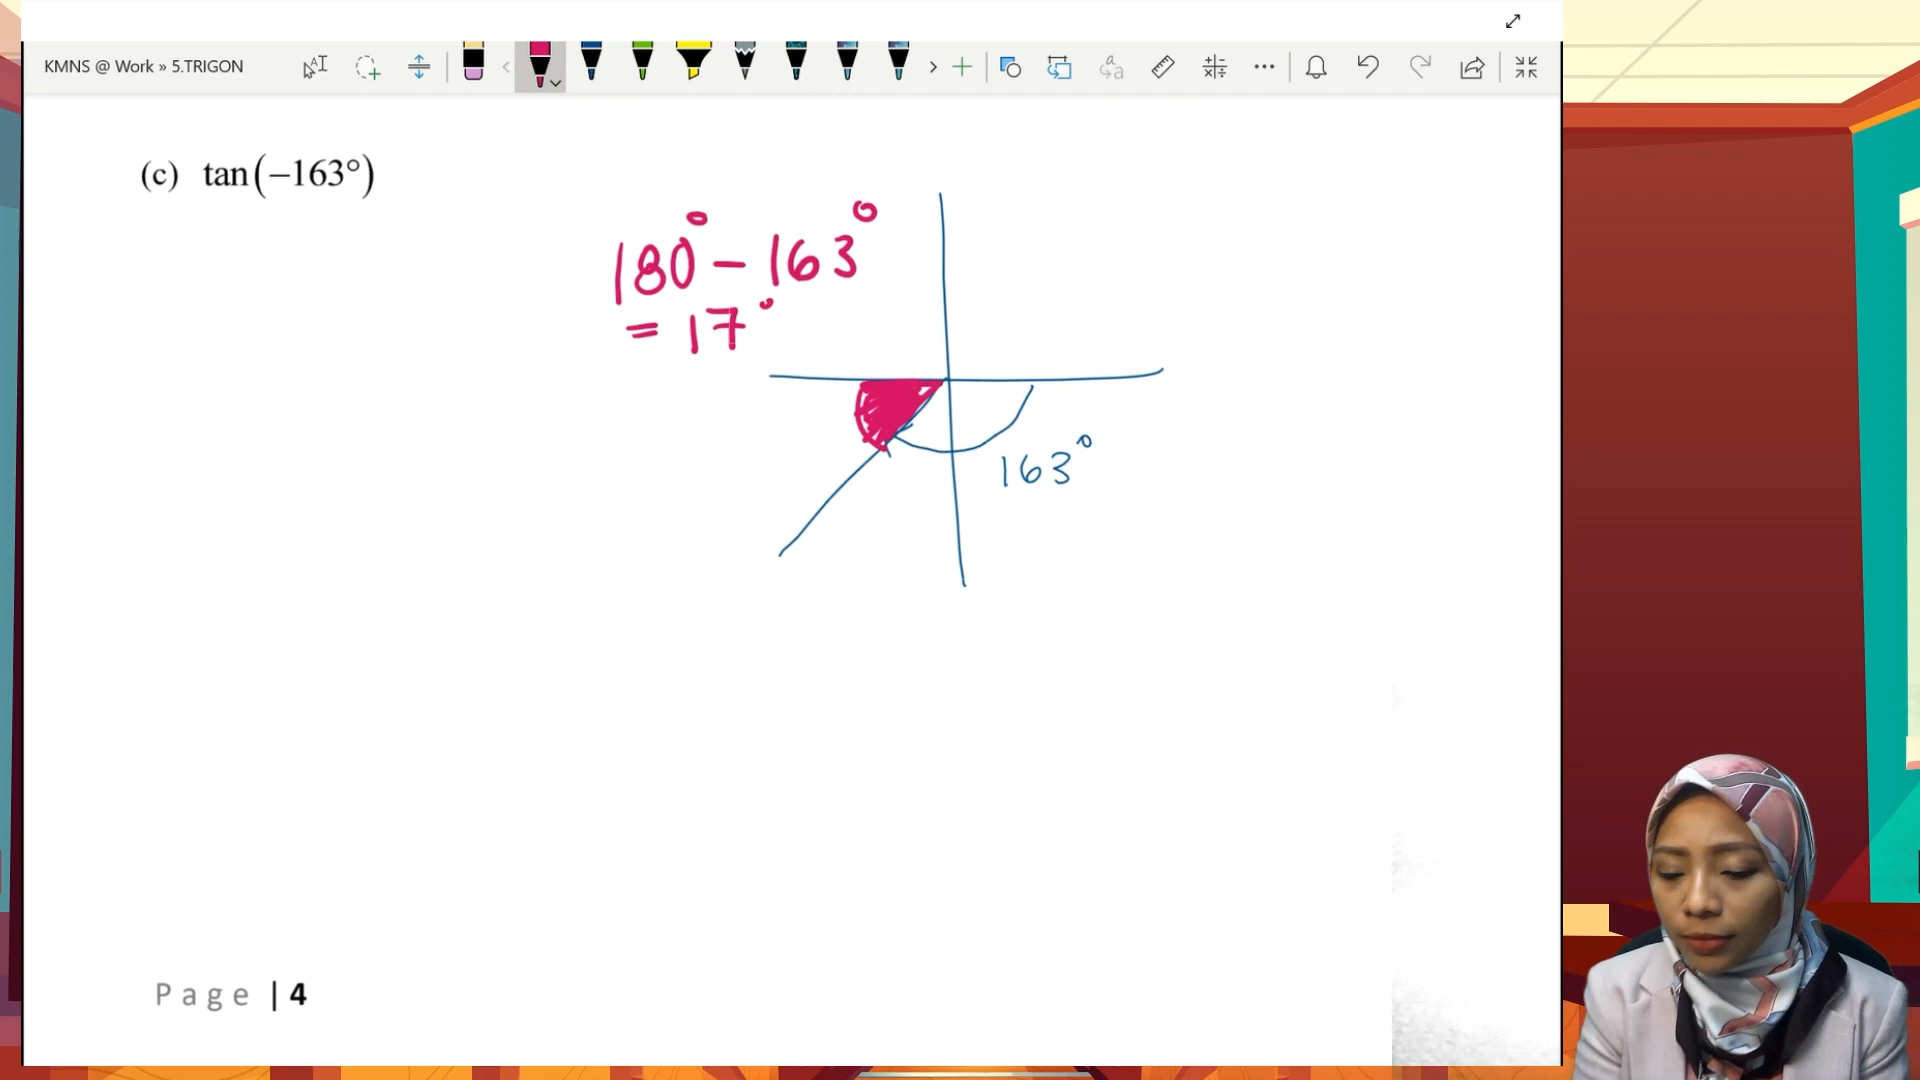 KMNS @ Work » 5.TRIGON
(c) tan(−163°)
180° − 163°
= 17°
163°
Page | 4